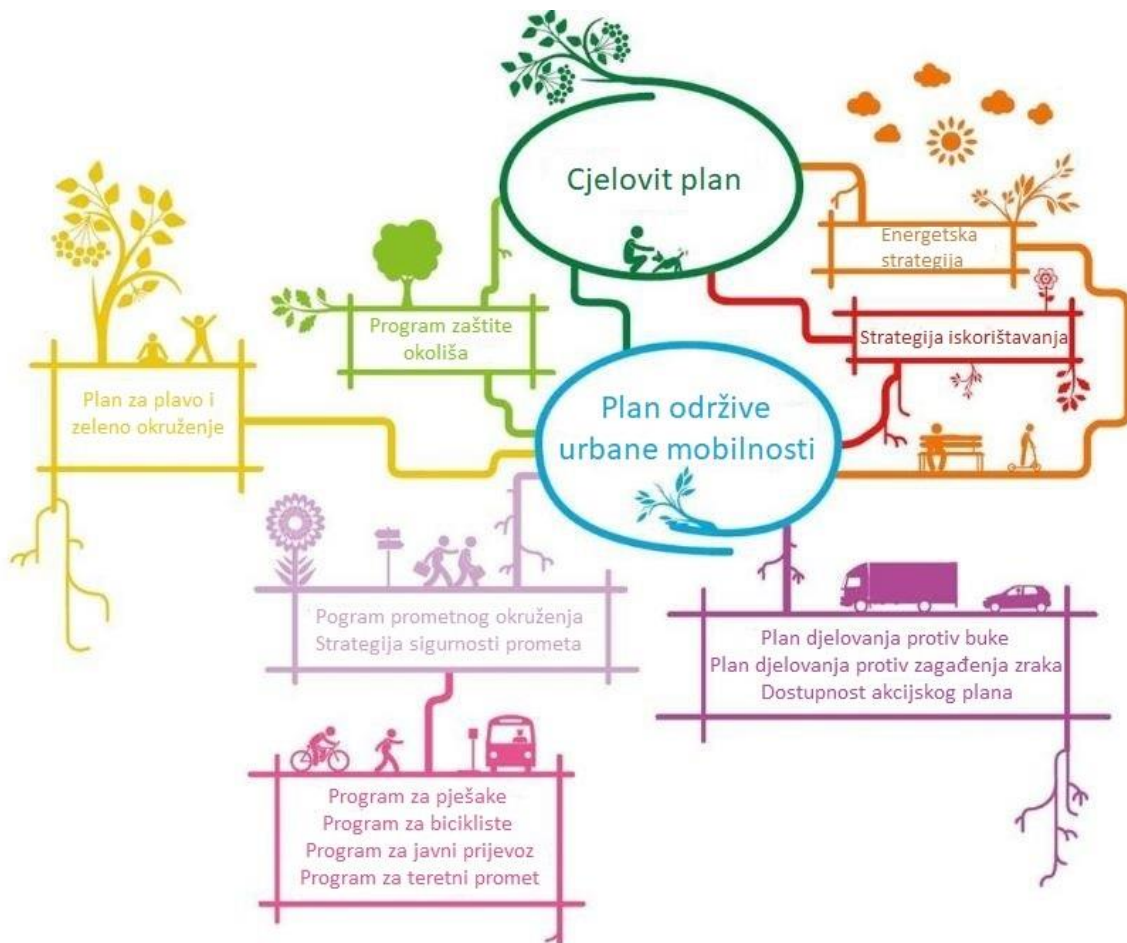 Cjelovit plan
Energetska
strategija
Program zaštite
okoliša
Strategija iskorištavanja
Plan za plavo i
zeleno okruženje
Plan održive
urbane mobilnosti
Pogram prometnog okruženja
Strategija sigurnosti prometa
Plan djelovanja protiv buke
Plan djelovanja protiv zagađenja zraka
Dostupnost akcijskog plana
Program za pješake
Program za bicikliste
Program za javni prijevoz
Program za teretni promet